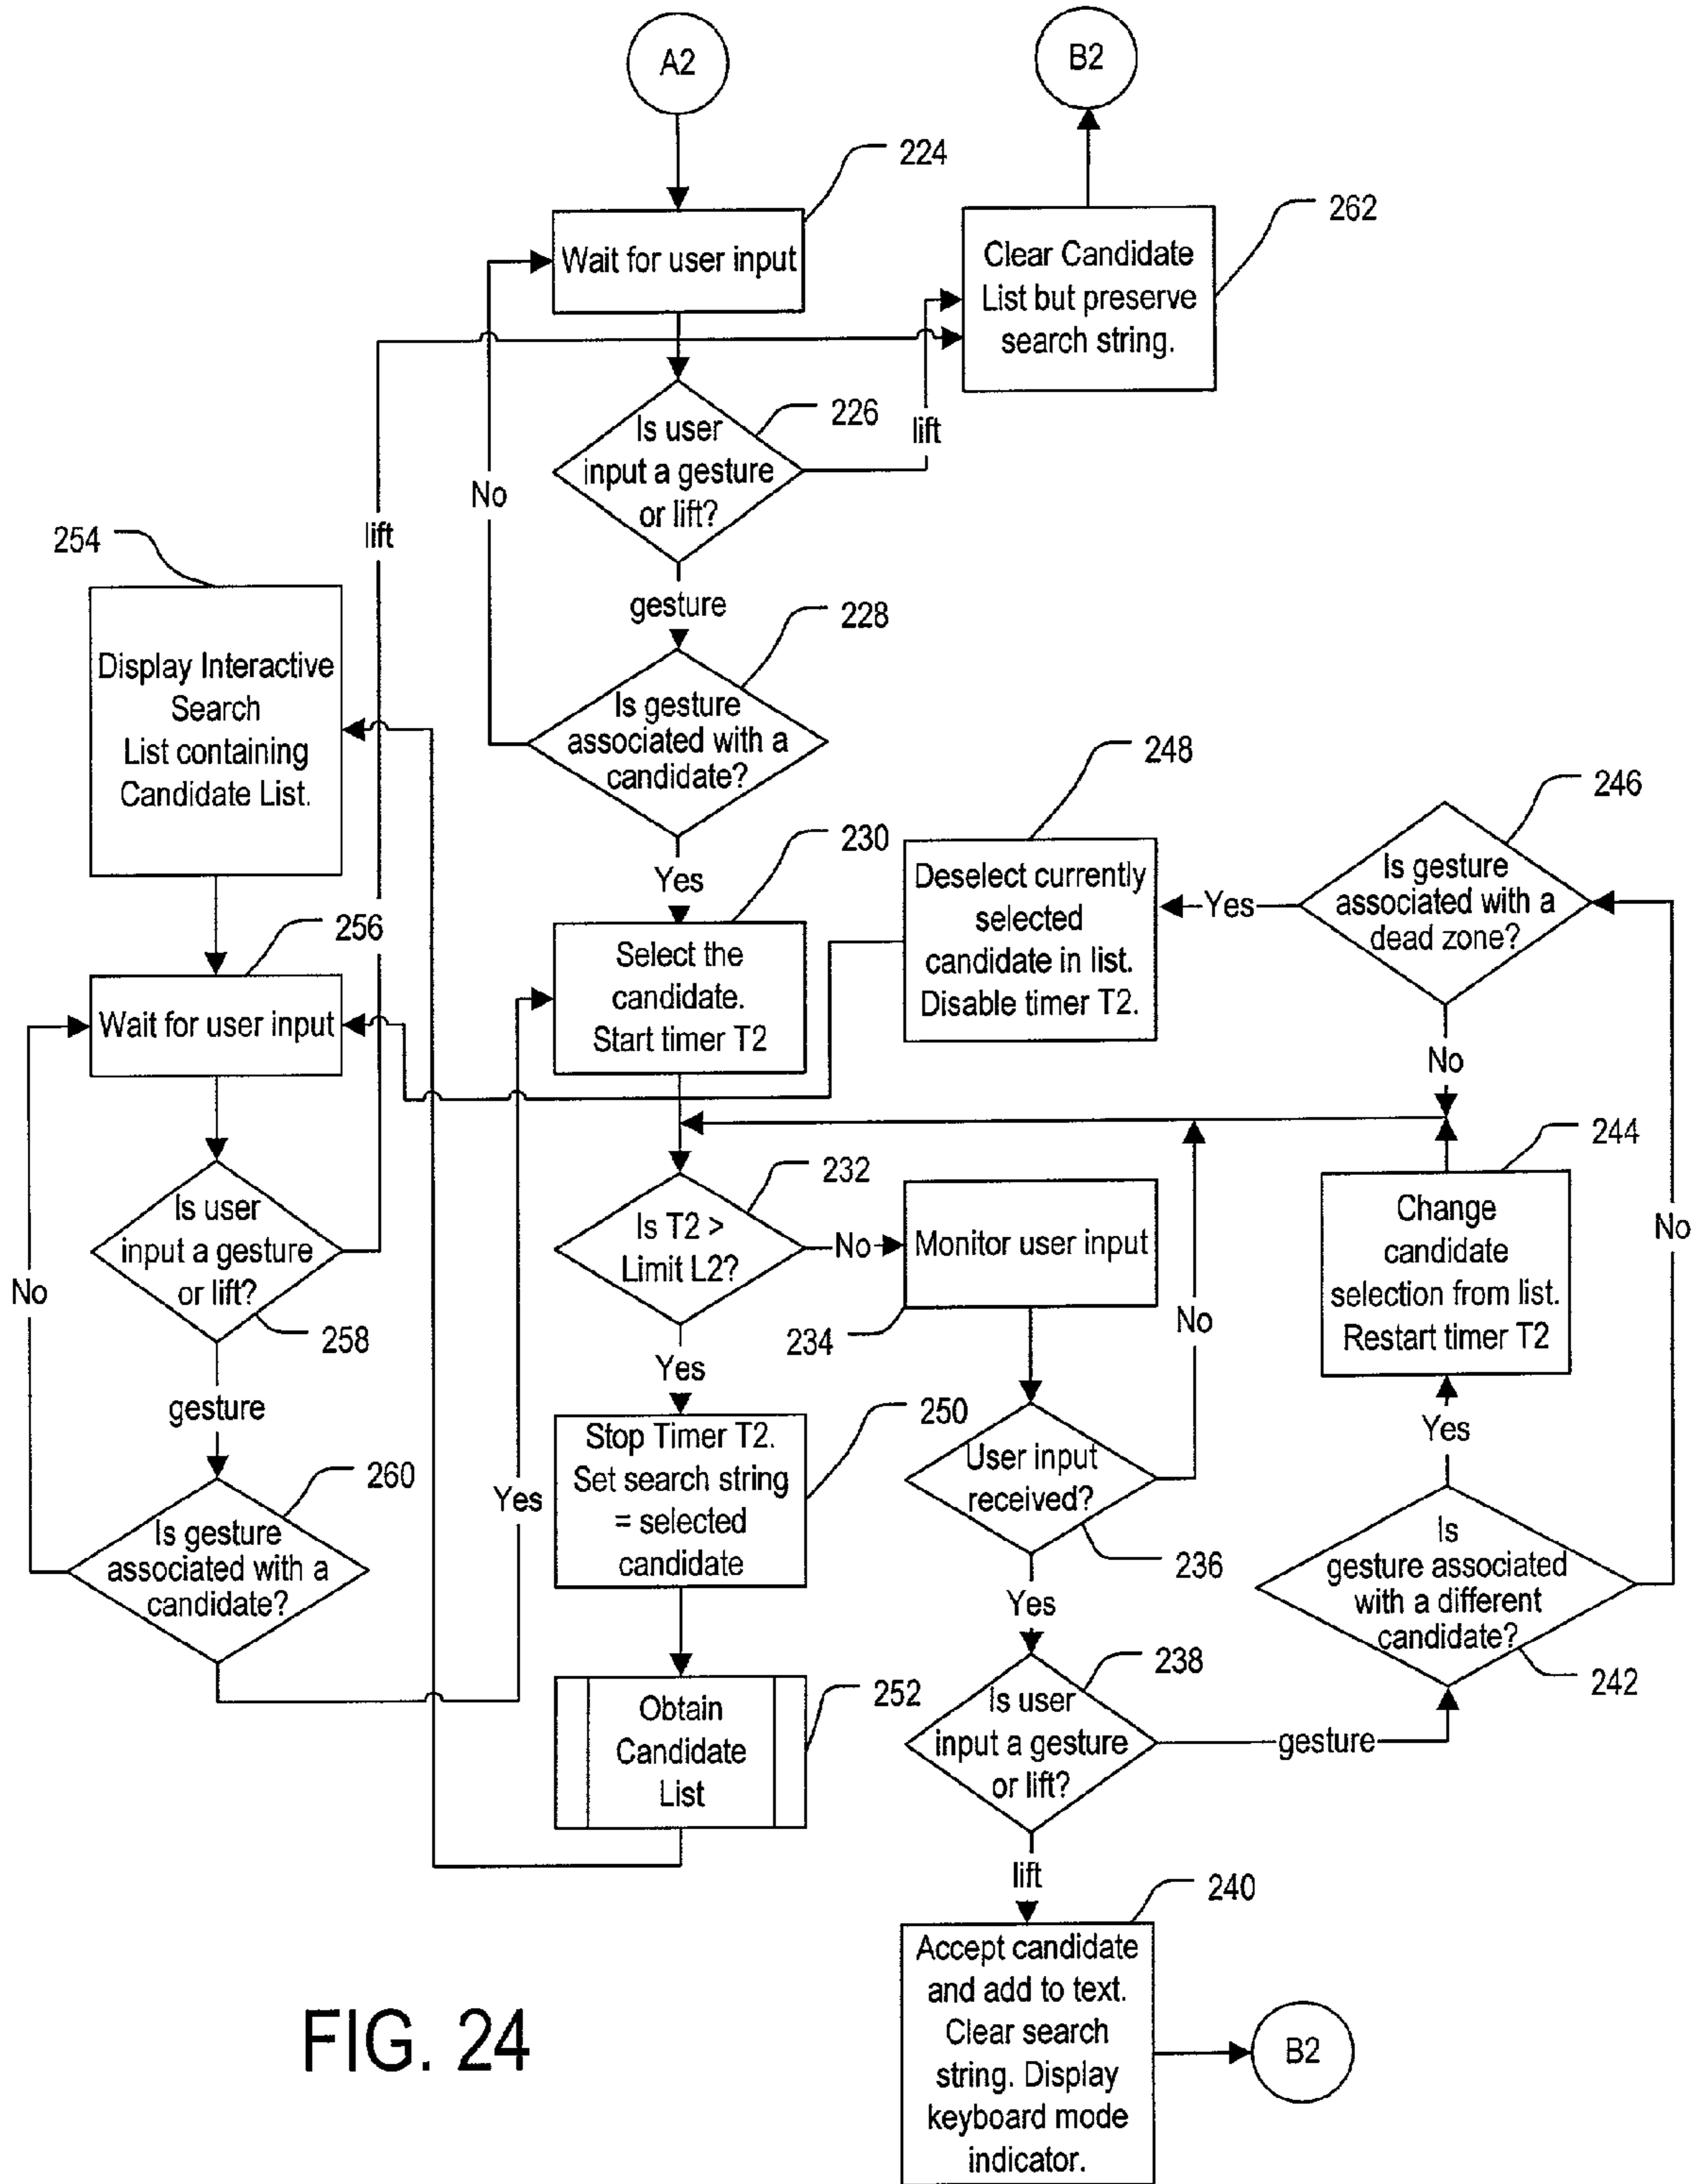 A2
B2
224
Wait for user input
262
Clear Candidate
List but preserve
search string.
226
Is user
input a gesture
or lift?
lift
No
lift
gesture
254
Display Interactive
Search
List containing
Candidate List.
228
Is gesture
associated with a
candidate?
Yes
248
Deselect currently
selected
candidate in list.
Disable timer T2.
Yes
246
Is gesture
associated with a
dead zone?
No
230
Select the
candidate.
Start timer T2
256
Wait for user input
258
Is user
input a gesture
or lift?
No
gesture
260
Is gesture
associated with a
candidate?
Yes
232
Is T2 >
Limit L2?
No
Yes
234
Monitor user input
No
244
Change
candidate
selection from list.
Restart timer T2
No
Yes
250
Stop Timer T2.
Set search string
= selected
candidate
236
User input
received?
Yes
242
Is
gesture associated
with a different
candidate?
252
Obtain
Candidate
List
238
Is user
input a gesture
or lift?
gesture
lift
240
Accept candidate
and add to text.
Clear search
string. Display
keyboard mode
indicator.
B2
FIG. 24